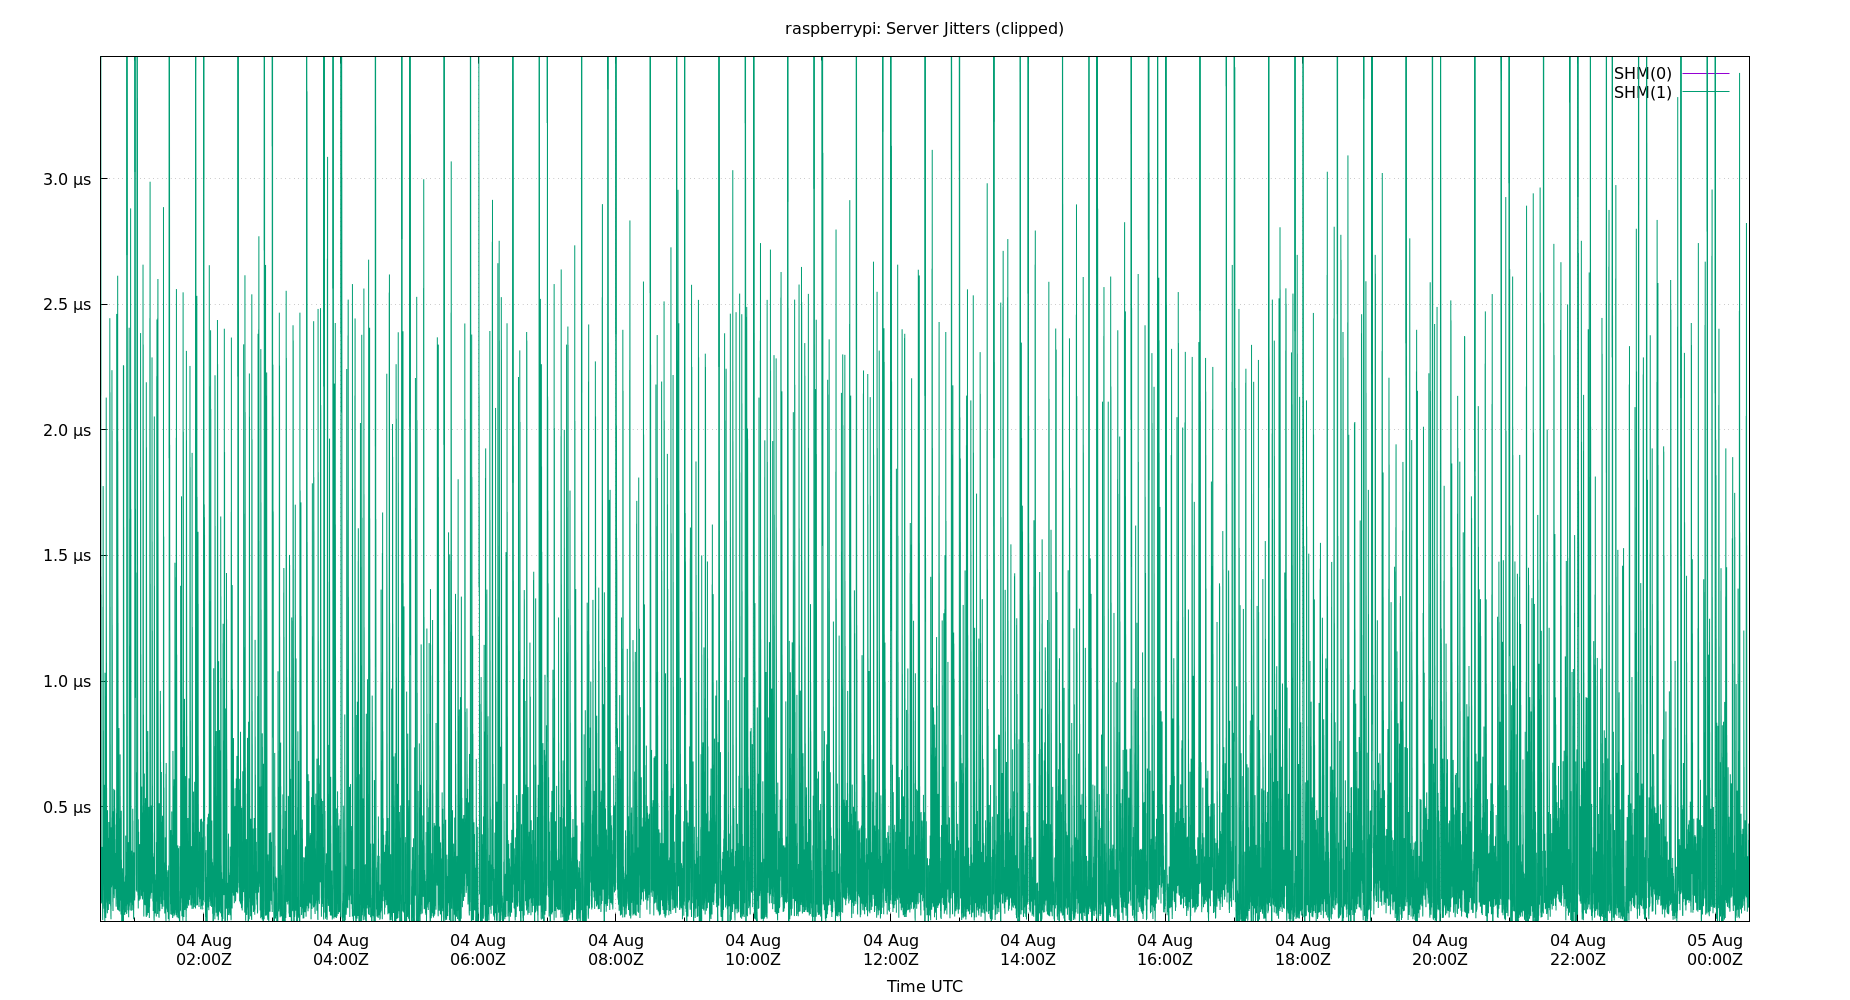 raspberrypi: Server Jitters (clipped)
SHM(0)
SHM(1)
3.0 µs
2.5 µs
2.0 µs
1.5 µs
1.0 µs
0.5 µs
04 Aug 04 Aug 04 Aug 04 Aug 04 Aug 04 Aug 04 Aug 04 Aug 04 Aug 04 Aug 04 Aug 05 Aug
02:00Z 04:00Z 06:00Z 08:00Z 10:00Z 12:00Z 14:00Z 16:00Z 18:00Z 20:00Z 22:00Z 00:00Z
Time UTC